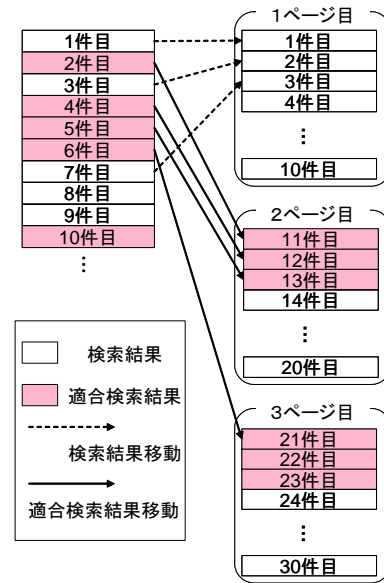 1件目
2件目
3件目
4件目
5件目
6件目
7件目
8件目
9件目
10件目
⋮
1ページ目
1件目
2件目
3件目
4件目
⋮
10件目
2ページ目
11件目
12件目
13件目
14件目
⋮
20件目
3ページ目
21件目
22件目
23件目
24件目
⋮
30件目
検索結果
適合検索結果
検索結果移動
適合検索結果移動